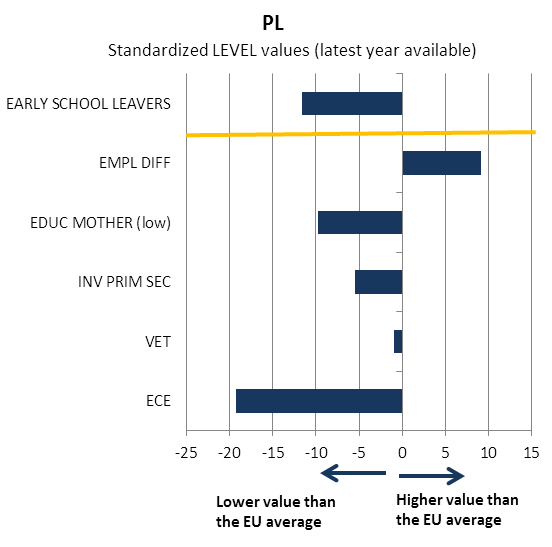 PL
Standardized LEVEL values (latest year available)
EARLY SCHOOL LEAVERS
EMPL DIFF
EDUC MOTHER (low)
INV PRIM SEC
VET
ECE
-25 -20 -15 -10 -5 0 5 10 15
Lower value than
the EU average
Higher value than
the EU average